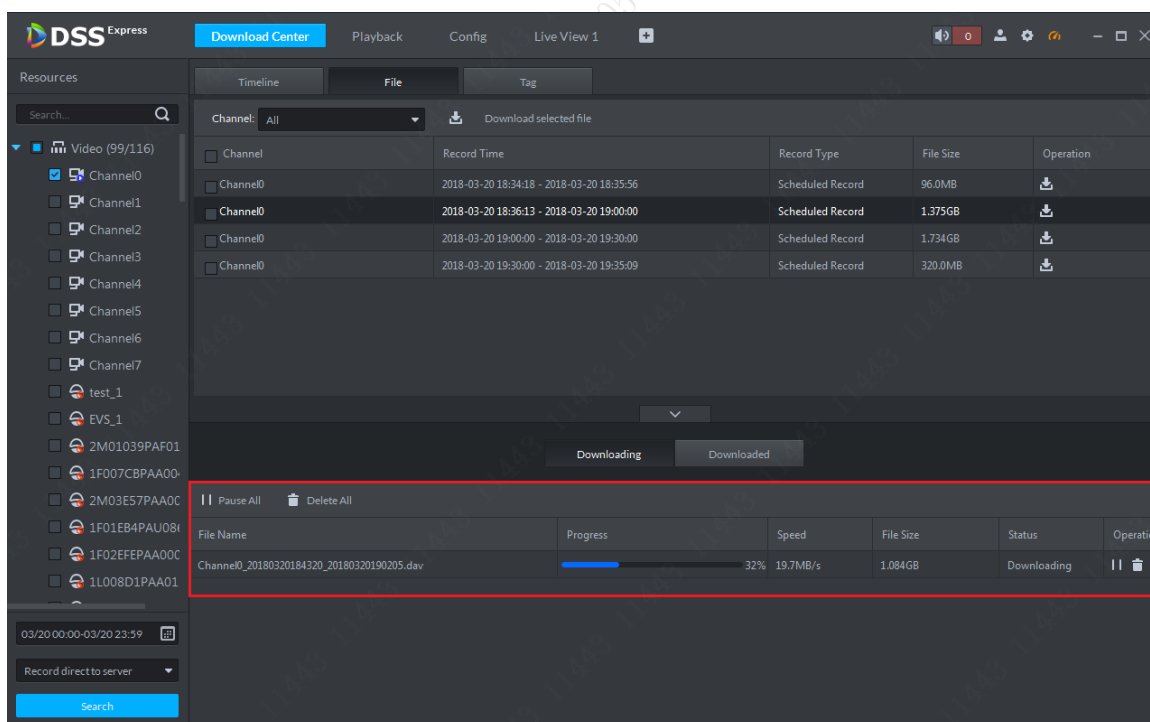 DSS Express
Download Center Playback Config Live View 1
0
Resources
Timeline File Tag
Search...
Channel: All Download selected file
Video (99/116)
Channel Record Time Record Type File Size Operation
Channel0
Channel0 2018-03-20 18:34:18 - 2018-03-20 18:35:56 Scheduled Record 96.0MB
Channel1
Channel0 2018-03-20 18:36:13 - 2018-03-20 19:00:00 Scheduled Record 1.375GB
Channel2
Channel0 2018-03-20 19:00:00 - 2018-03-20 19:30:00 Scheduled Record 1.734GB
Channel3
Channel0 2018-03-20 19:30:00 - 2018-03-20 19:35:09 Scheduled Record 320.0MB
Channel4
Channel5
Channel6
Channel7
test_1
EVS_1
2M01039PAF01
Downloading Downloaded
1F007CBPAA00
2M03E57PAA0C
Pause All Delete All
1F01EB4PAU08
File Name Progress Speed File Size Status Operati
1F02EFEPAA00C
Channel0_20180320184320_20180320190205.dav 32% 19.7MB/s 1.084GB Downloading
1L008D1PAA01
03/20 00:00-03/20 23:59
Record direct to server
Search